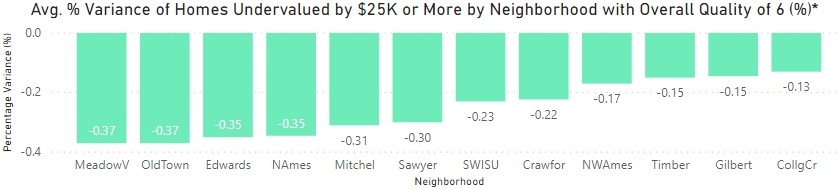 Avg. % Variance of Homes Undervalued by $25K or More by Neighborhood with Overall Quality of 6 (%)*
Percentage Variance (%)
0.0
-0.2
-0.4
-0.37
-0.37
-0.35
-0.35
-0.31
-0.30
-0.23
-0.22
-0.17
-0.15
-0.15
-0.13
MeadowV
OldTown
Edwards
NAmes
Mitchel
Sawyer
SWISU
Crawfor
NWAmes
Timber
Gilbert
CollgCr
Neighborhood